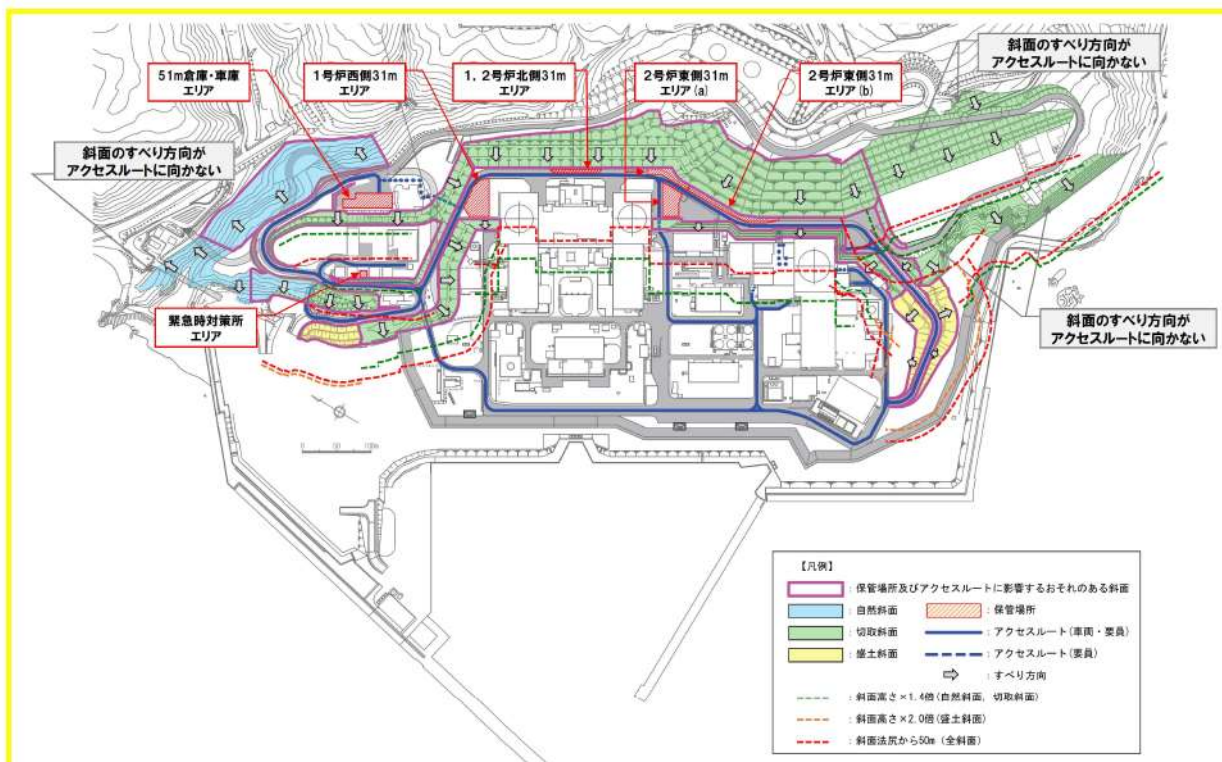 斜面のすべり方向が
アクセスルートに向かない
51m倉庫・車庫
エリア
1号炉西側31m
エリア
1,2号炉北側31m
エリア
2号炉東側31m
エリア(a)
2号炉東側31m
エリア(b)
斜面のすべり方向が
アクセスルートに向かない
緊急時対策所
エリア
斜面のすべり方向が
アクセスルートに向かない
【凡例】
:保管場所及びアクセスルートに影響するおそれのある斜面
:自然斜面
:保管場所
:切取斜面
:アクセスルート(車両・要員)
:盛土斜面
:アクセスルート(要員)
:すべり方向
:斜面高さ×1.4倍(自然斜面,切取斜面)
:斜面高さ×2.0倍(盛土斜面)
:斜面法尻から50m(全斜面)